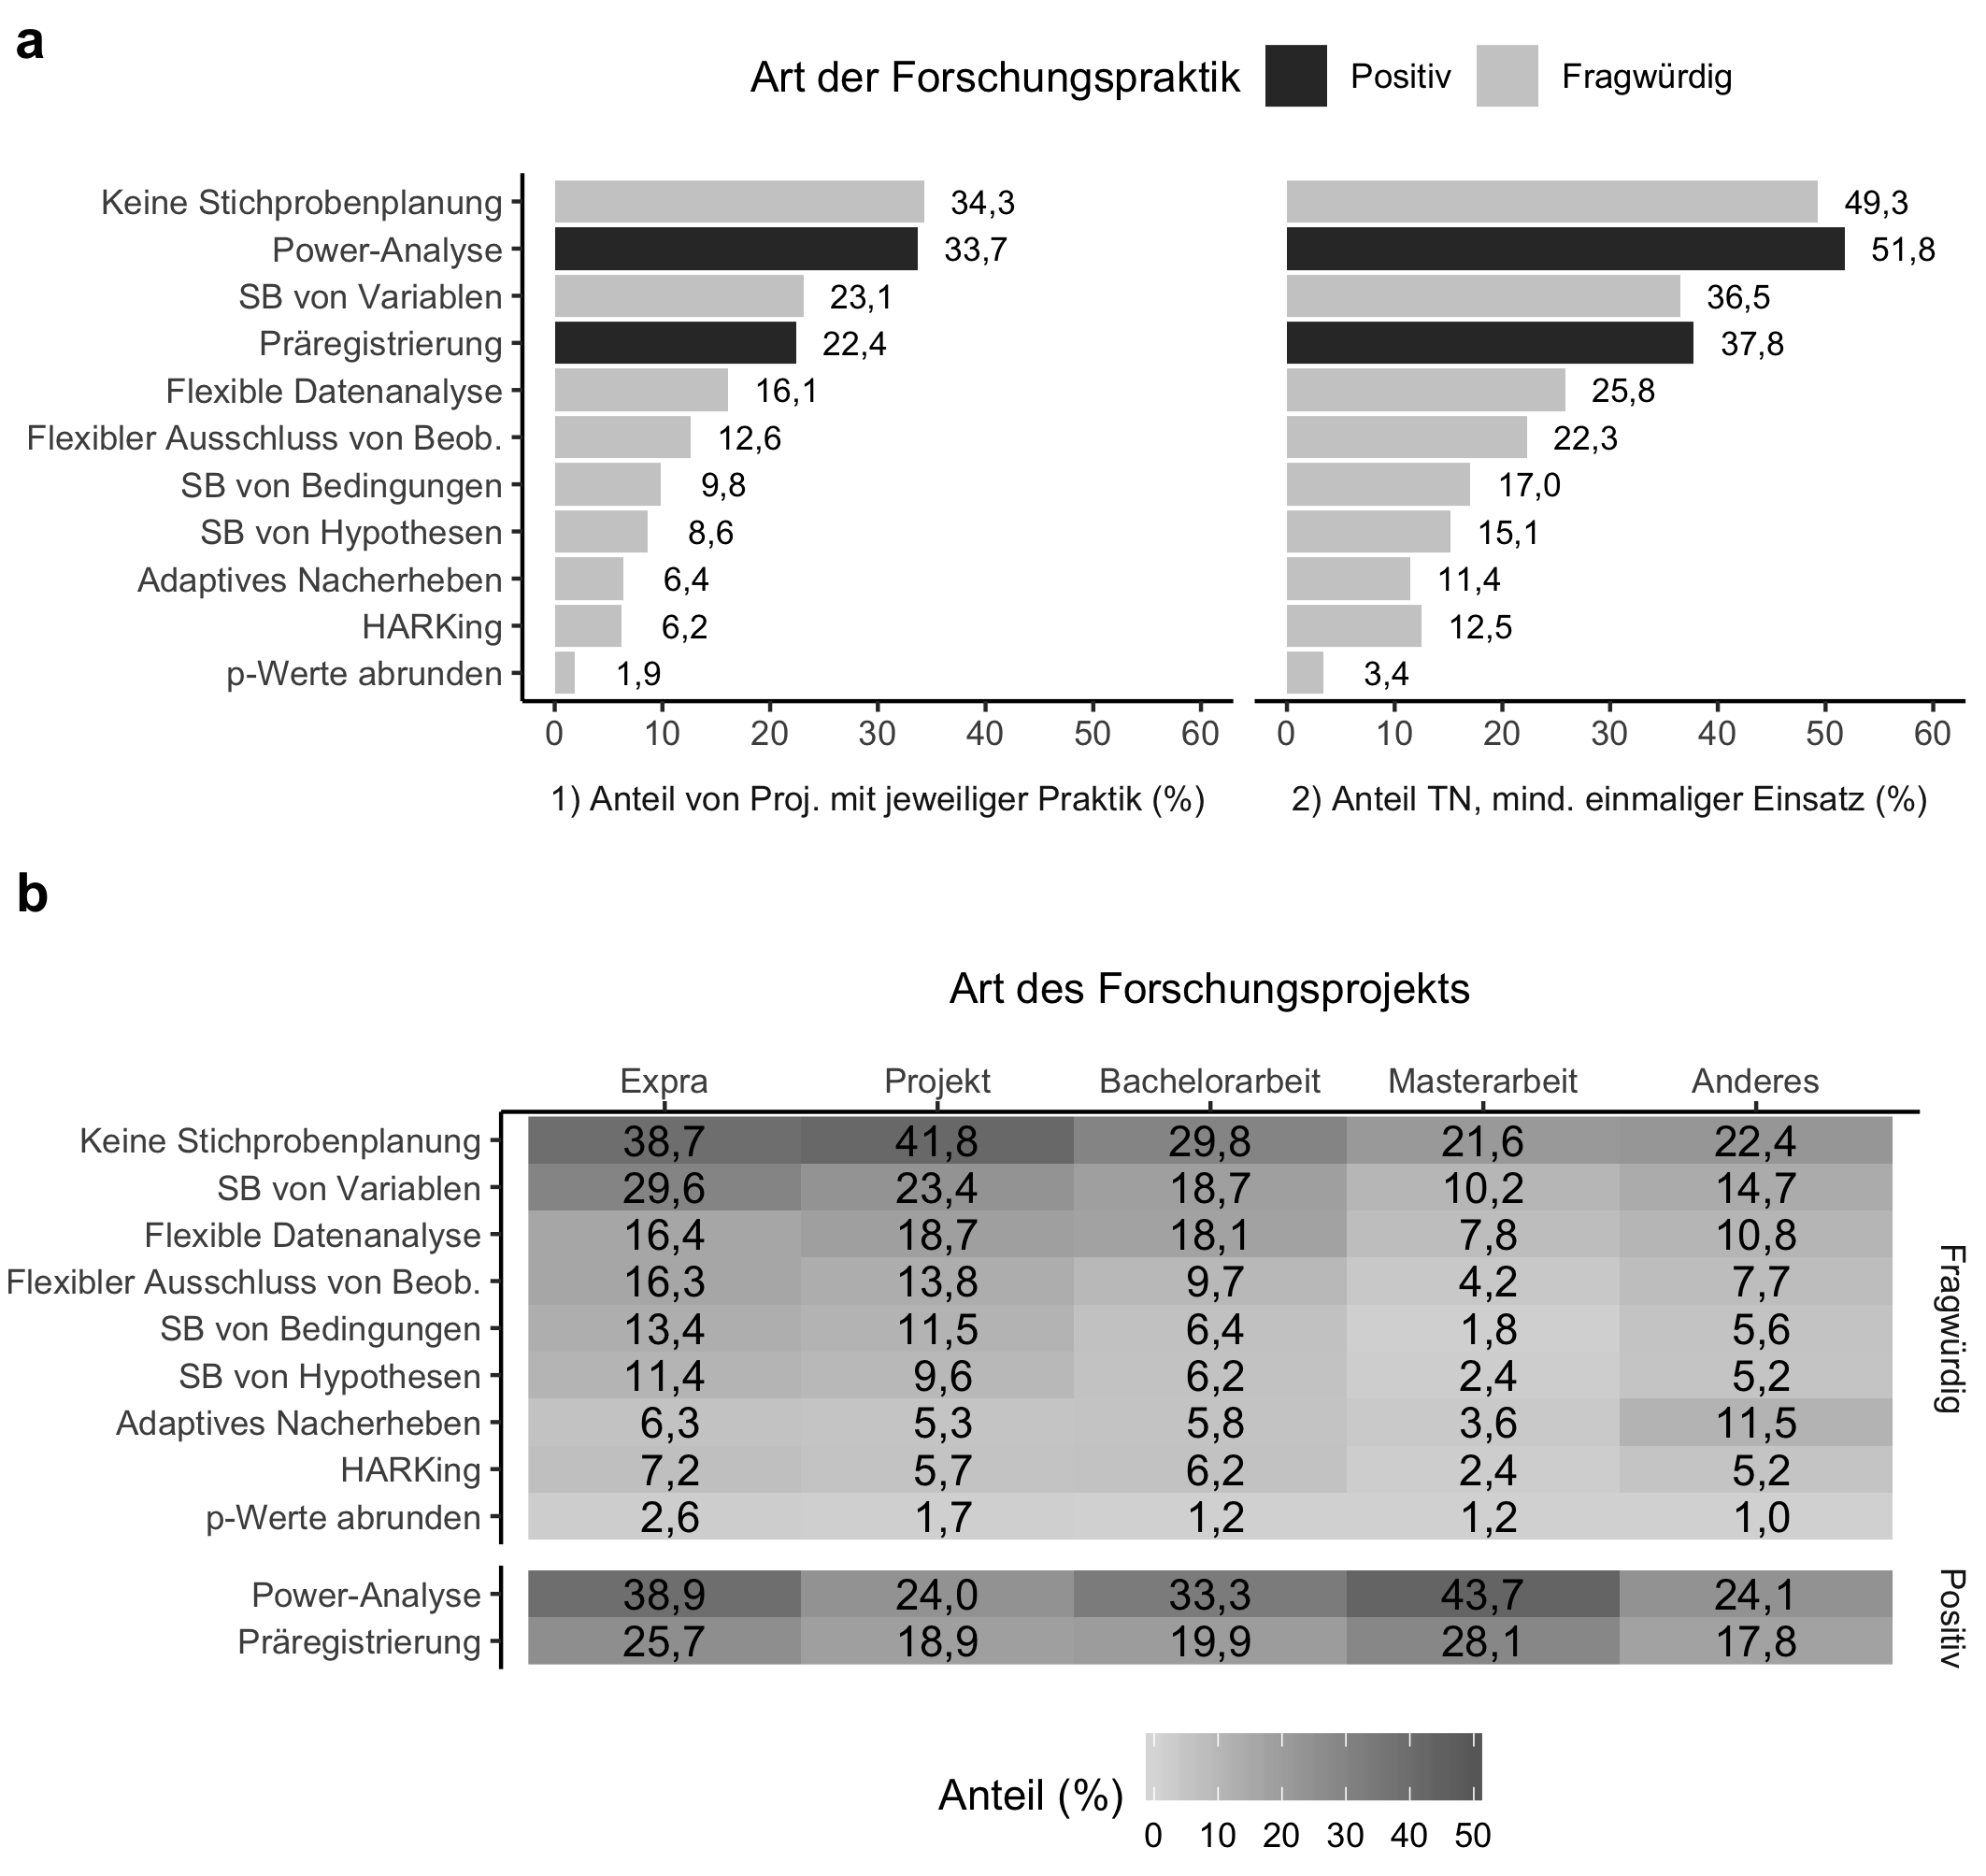 a
Art der Forschungspraktik Positiv Fragwürdig
Keine Stichprobenplanung 34,3 49,3
Power-Analyse 33,7 51,8
SB von Variablen 23,1 36,5
Präregistrierung 22,4 37,8
Flexible Datenanalyse 16,1 25,8
Flexibler Ausschluss von Beob. 12,6 22,3
SB von Bedingungen 9,8 17,0
SB von Hypothesen 8,6 15,1
Adaptives Nacherheben 6,4 11,4
HARKing 6,2 12,5
p-Werte abrunden 1,9 3,4
0 10 20 30 40 50 60 0 10 20 30 40 50 60
1) Anteil von Proj. mit jeweiliger Praktik (%) 2) Anteil TN, mind. einmaliger Einsatz (%)
b
Art des Forschungsprojekts
Expra Projekt Bachelorarbeit Masterarbeit Anderes
Keine Stichprobenplanung 38,7 41,8 29,8 21,6 22,4
SB von Variablen 29,6 23,4 18,7 10,2 14,7
Flexible Datenanalyse 16,4 18,7 18,1 7,8 10,8
Flexibler Ausschluss von Beob. 16,3 13,8 9,7 4,2 7,7
SB von Bedingungen 13,4 11,5 6,4 1,8 5,6
SB von Hypothesen 11,4 9,6 6,2 2,4 5,2
Adaptives Nacherheben 6,3 5,3 5,8 3,6 11,5
HARKing 7,2 5,7 6,2 2,4 5,2
p-Werte abrunden 2,6 1,7 1,2 1,2 1,0
Fragwürdig
Power-Analyse 38,9 24,0 33,3 43,7 24,1
Präregistrierung 25,7 18,9 19,9 28,1 17,8
Positiv
Anteil (%)
0 10 20 30 40 50